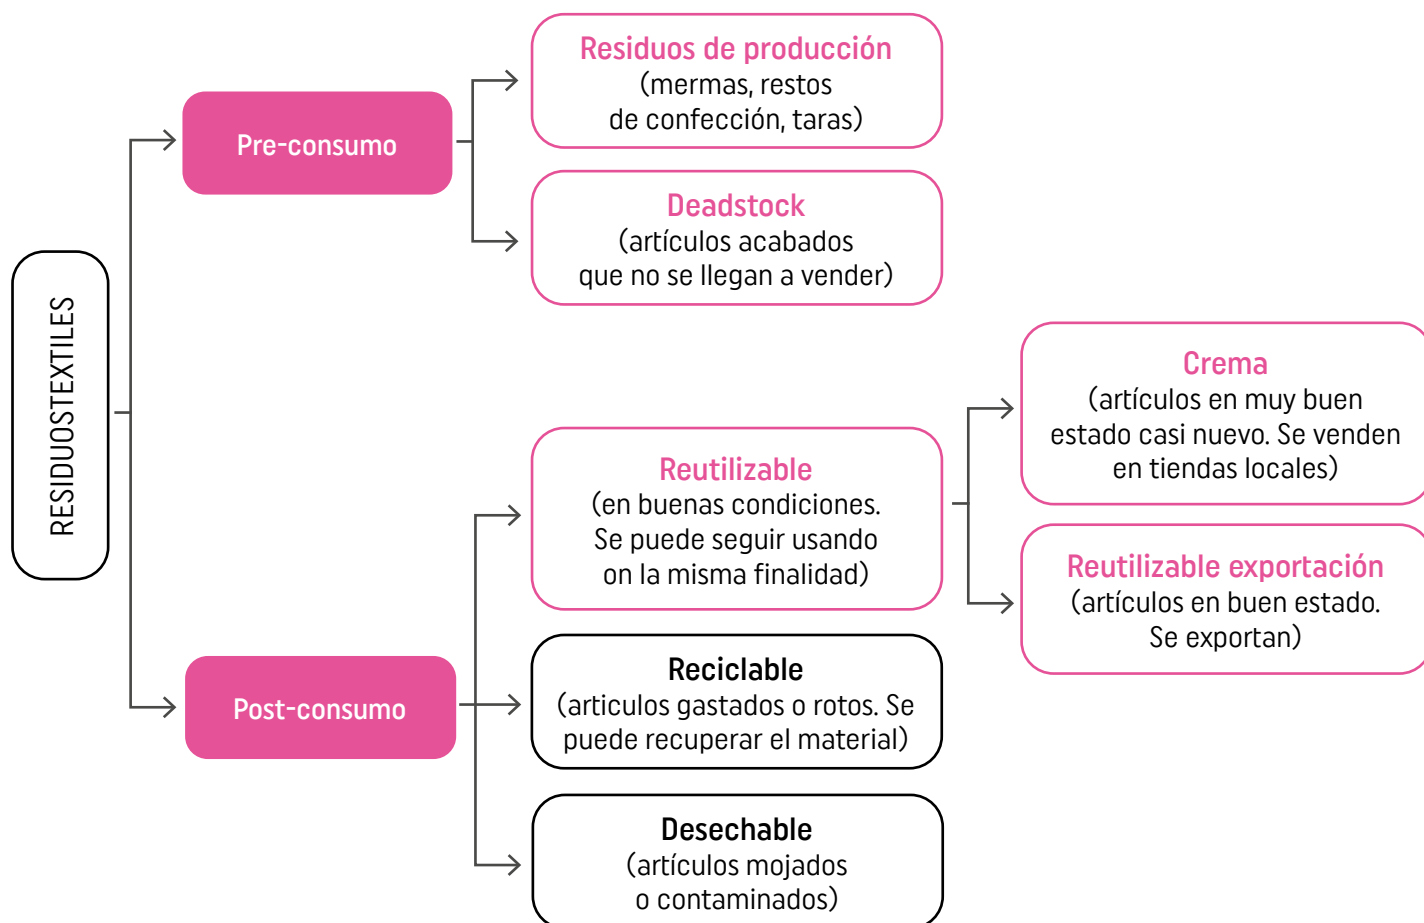 RESIDUOSTEXTILES
Pre-consumo
Residuos de producción
(mermas, restos
de confección, taras)
Deadstock
(artículos acabados
que no se llegan a vender)
Post-consumo
Reutilizable
(en buenas condiciones.
Se puede seguir usando
on la misma finalidad)
Crema
(artículos en muy buen
estado casi nuevo. Se venden
en tiendas locales)
Reutilizable exportación
(artículos en buen estado.
Se exportan)
Reciclable
(articulos gastados o rotos. Se
puede recuperar el material)
Desechable
(artículos mojados
o contaminados)